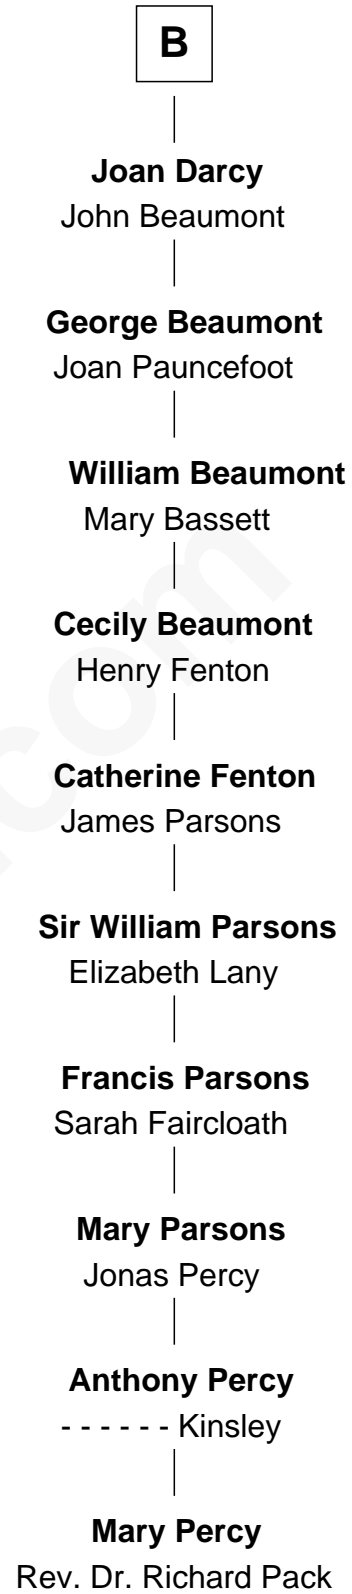 B
Joan Darcy
John Beaumont
George Beaumont
Joan Pauncefoot
William Beaumont
Mary Bassett
Cecily Beaumont
Henry Fenton
Catherine Fenton
James Parsons
Sir William Parsons
Elizabeth Lany
Francis Parsons
Sarah Faircloath
Mary Parsons
Jonas Percy
Anthony Percy
- - - - - - Kinsley
Mary Percy
Rev. Dr. Richard Pack
.com